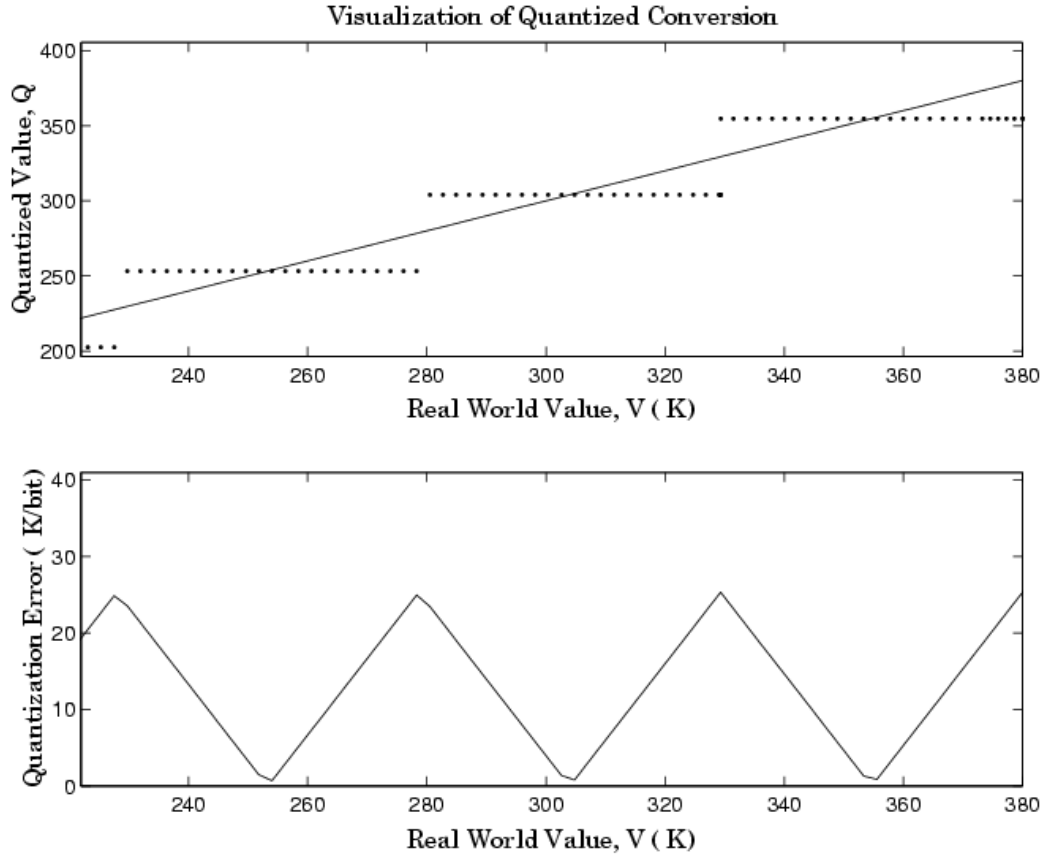 Visualization of Quantized Conversion
Quantized Value, Q
400
350
300
250
200
240 260 280 300 320 340 360 380
Real World Value, V ( K)
Quantization Error ( K/bit)
40
30
20
10
0
240 260 280 300 320 340 360 380
Real World Value, V ( K)